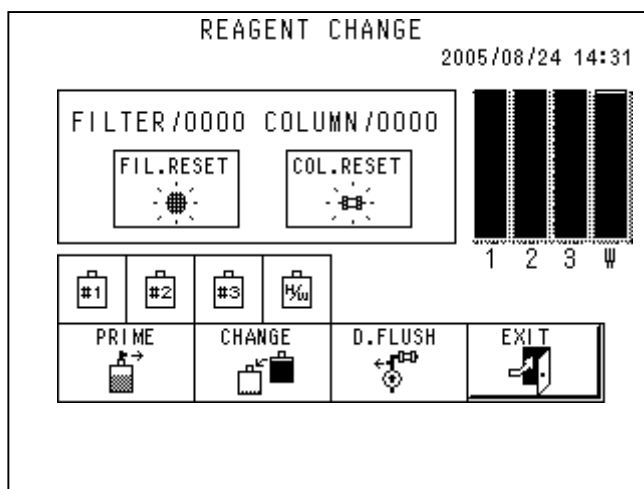 REAGENT CHANGE
2005/08/24 14:31
FILTER/0000 COLUMN/0000
FIL.RESET COL.RESET
1 2 3 W
#1 #2 #3 H/W
PRIME CHANGE D.FLUSH EXIT